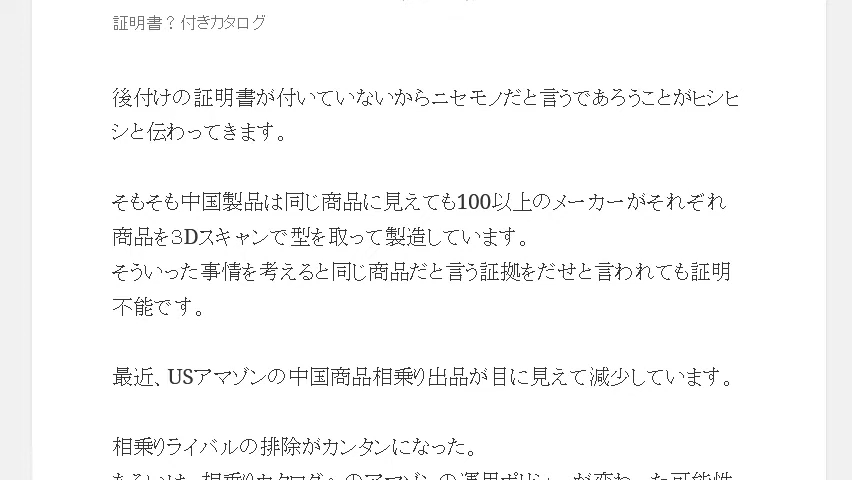 証明書？付きカタログ
後付けの証明書が付いていないからニセモノだと言うであろうことがヒシヒ
シと伝わってきます。
そもそも中国製品は同じ商品に見えても100以上のメーカーがそれぞれ
商品を３Dスキャンで型を取って製造しています。
そういった事情を考えると同じ商品だと言う証拠をだせと言われても証明
不能です。
最近、USアマゾンの中国商品相乗り出品が目に見えて減少しています。
相乗りライバルの排除がカンタンになった。